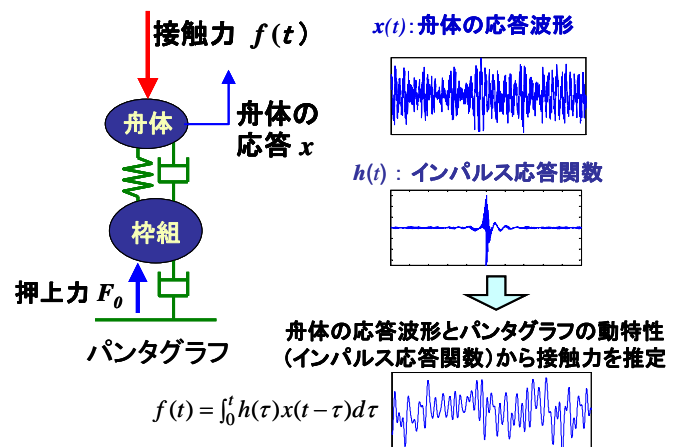 接触力 f(t)
舟体
舟体の
応答 x
枠組
押上力 F₀
パンタグラフ
x(t):舟体の応答波形
h(t) : インパルス応答関数
舟体の応答波形とパンタグラフの動特性
(インパルス応答関数)から接触力を推定
f(t) = ∫₀ᵗ h(τ)x(t−τ)dτ